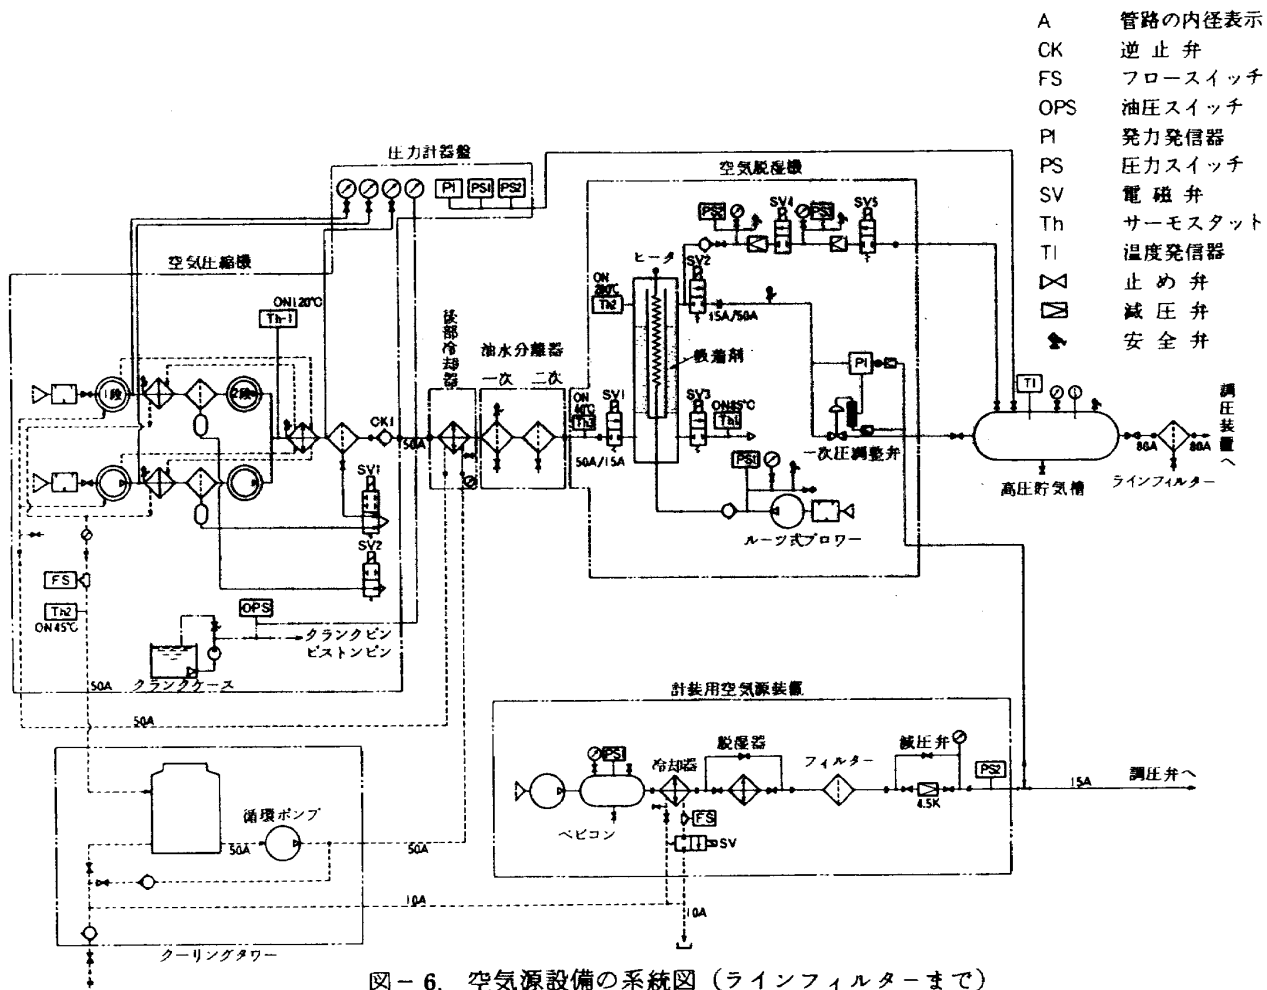 A 管路の内径表示
CK 逆止弁
FS フロースイッチ
OPS 油圧スイッチ
PI 発力発信器
PS 圧力スイッチ
SV 電磁弁
Th サーモスタット
TI 温度発信器
止め弁
減圧弁
安全弁
圧力計器盤
PI PS1 PS2
空気脱湿機
空気圧縮機
ON120℃
Th-1
1段
2段
CK1
50A
SV1
SV2
FS
Th2
ON45℃
OPS
クランクピン
ピストンピン
クランクケース
50A
50A
後部冷却器
油水分離器
一次 二次
ヒータ
ON
Th2
SV2
SV4 SV5
15A/50A
吸着剤
ON
SV1
50A/15A
SV3
PI
一次圧調整弁
PS1
ルーツ式ブロワー
TI
高圧貯気槽
80A 80A
ラインフィルター
調圧装置へ
計装用空気源装置
PS1
ベビコン
冷却器
脱湿器
フィルター
減圧弁
4.5K
PS2
15A
調圧弁へ
FS
SV
10A
10A
循環ポンプ
50A
50A
クーリングタワー
図-6. 空気源設備の系統図(ラインフィルターまで)